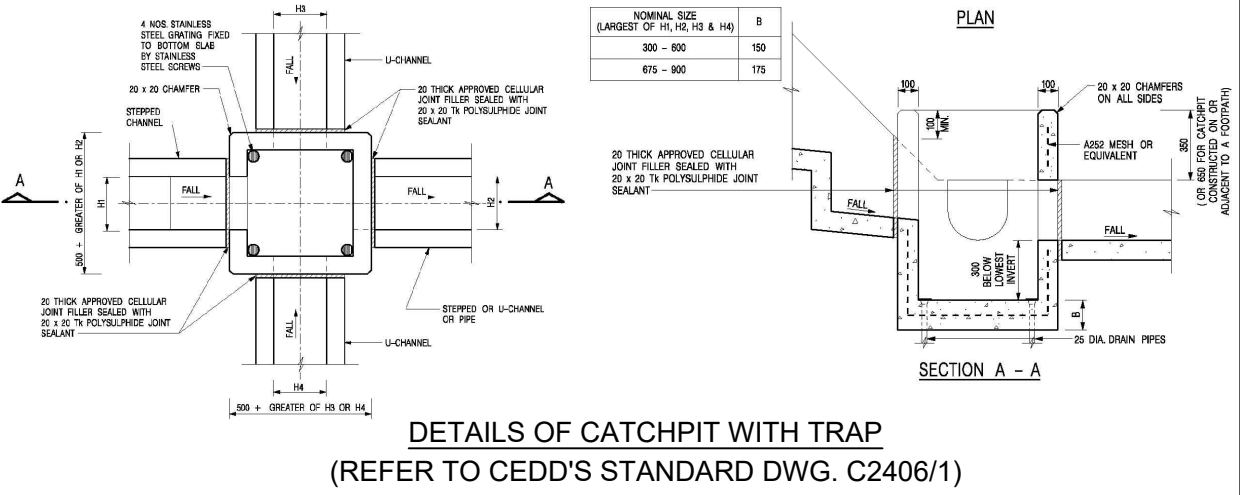 H3
4 NOS. STAINLESS
STEEL GRATING FIXED
TO BOTTOM SLAB
BY STAINLESS
STEEL SCREWS
20 x 20 CHAMFER
STEPPED
CHANNEL
FALL
U-CHANNEL
20 THICK APPROVED CELLULAR
JOINT FILLER SEALED WITH
20 x 20 Tk POLYSULPHIDE JOINT
SEALANT
A
A
500 + GREATER OF H1 OR H2
H1
FALL
FALL
H2
20 THICK APPROVED CELLULAR
JOINT FILLER SEALED WITH
20 x 20 Tk POLYSULPHIDE JOINT
SEALANT
STEPPED OR U-CHANNEL
OR PIPE
FALL
U-CHANNEL
H4
500 + GREATER OF H3 OR H4
NOMINAL SIZE
(LARGEST OF H1, H2, H3 & H4)
B
300 - 600
150
675 - 900
175
PLAN
100
100
20 x 20 CHAMFERS
ON ALL SIDES
100
MIN.
A252 MESH OR
EQUIVALENT
350
(OR 650 FOR CATCHPIT
CONSTRUCTED ON OR
ADJACENT TO A FOOTPATH)
20 THICK APPROVED CELLULAR
JOINT FILLER SEALED WITH
20 x 20 Tk POLYSULPHIDE JOINT
SEALANT
FALL
FALL
300
BELOW
LOWEST
INVERT
B
25 DIA. DRAIN PIPES
SECTION A - A
DETAILS OF CATCHPIT WITH TRAP
(REFER TO CEDD'S STANDARD DWG. C2406/1)